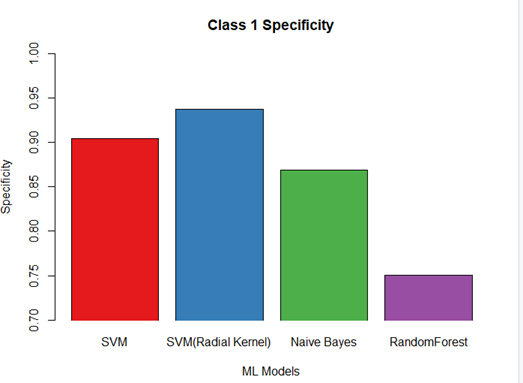 Class 1 Specificity
Specificity
1.00
0.95
0.90
0.85
0.80
0.75
0.70
SVM SVM(Radial Kernel) Naive Bayes RandomForest
ML Models